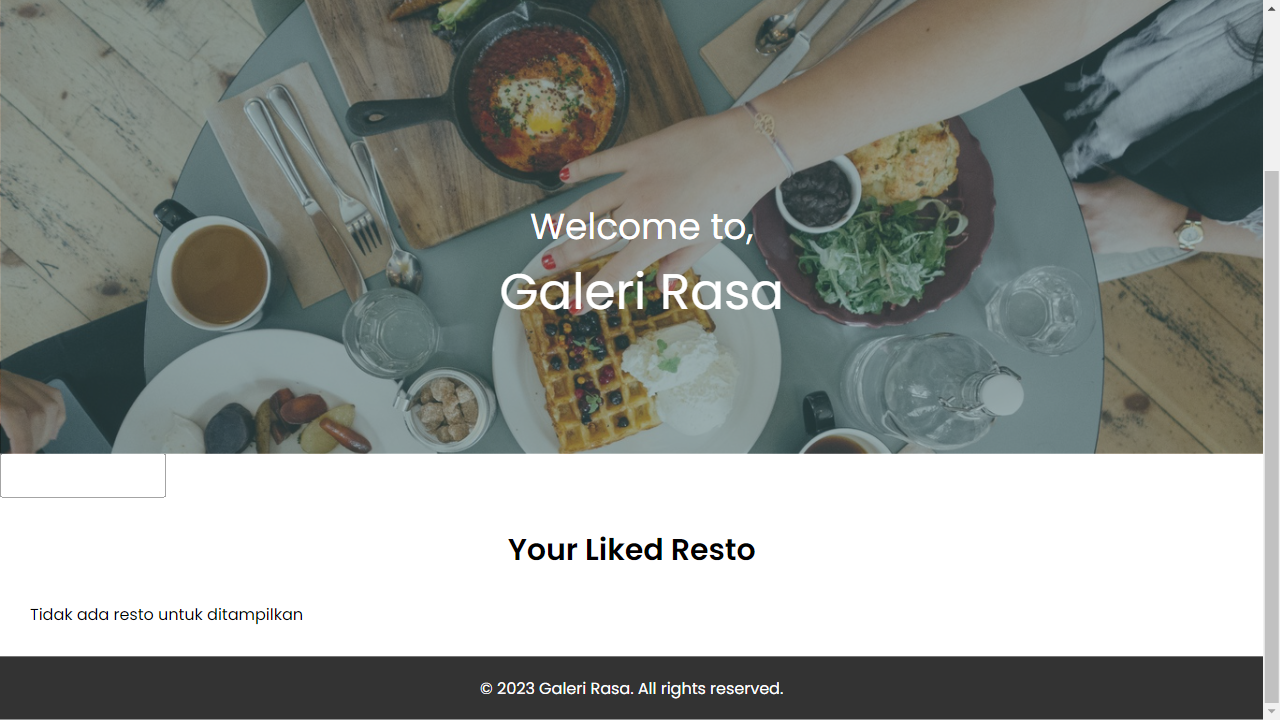 Welcome to,
Galeri Rasa
Your Liked Resto
Tidak ada resto untuk ditampilkan
© 2023 Galeri Rasa. All rights reserved.